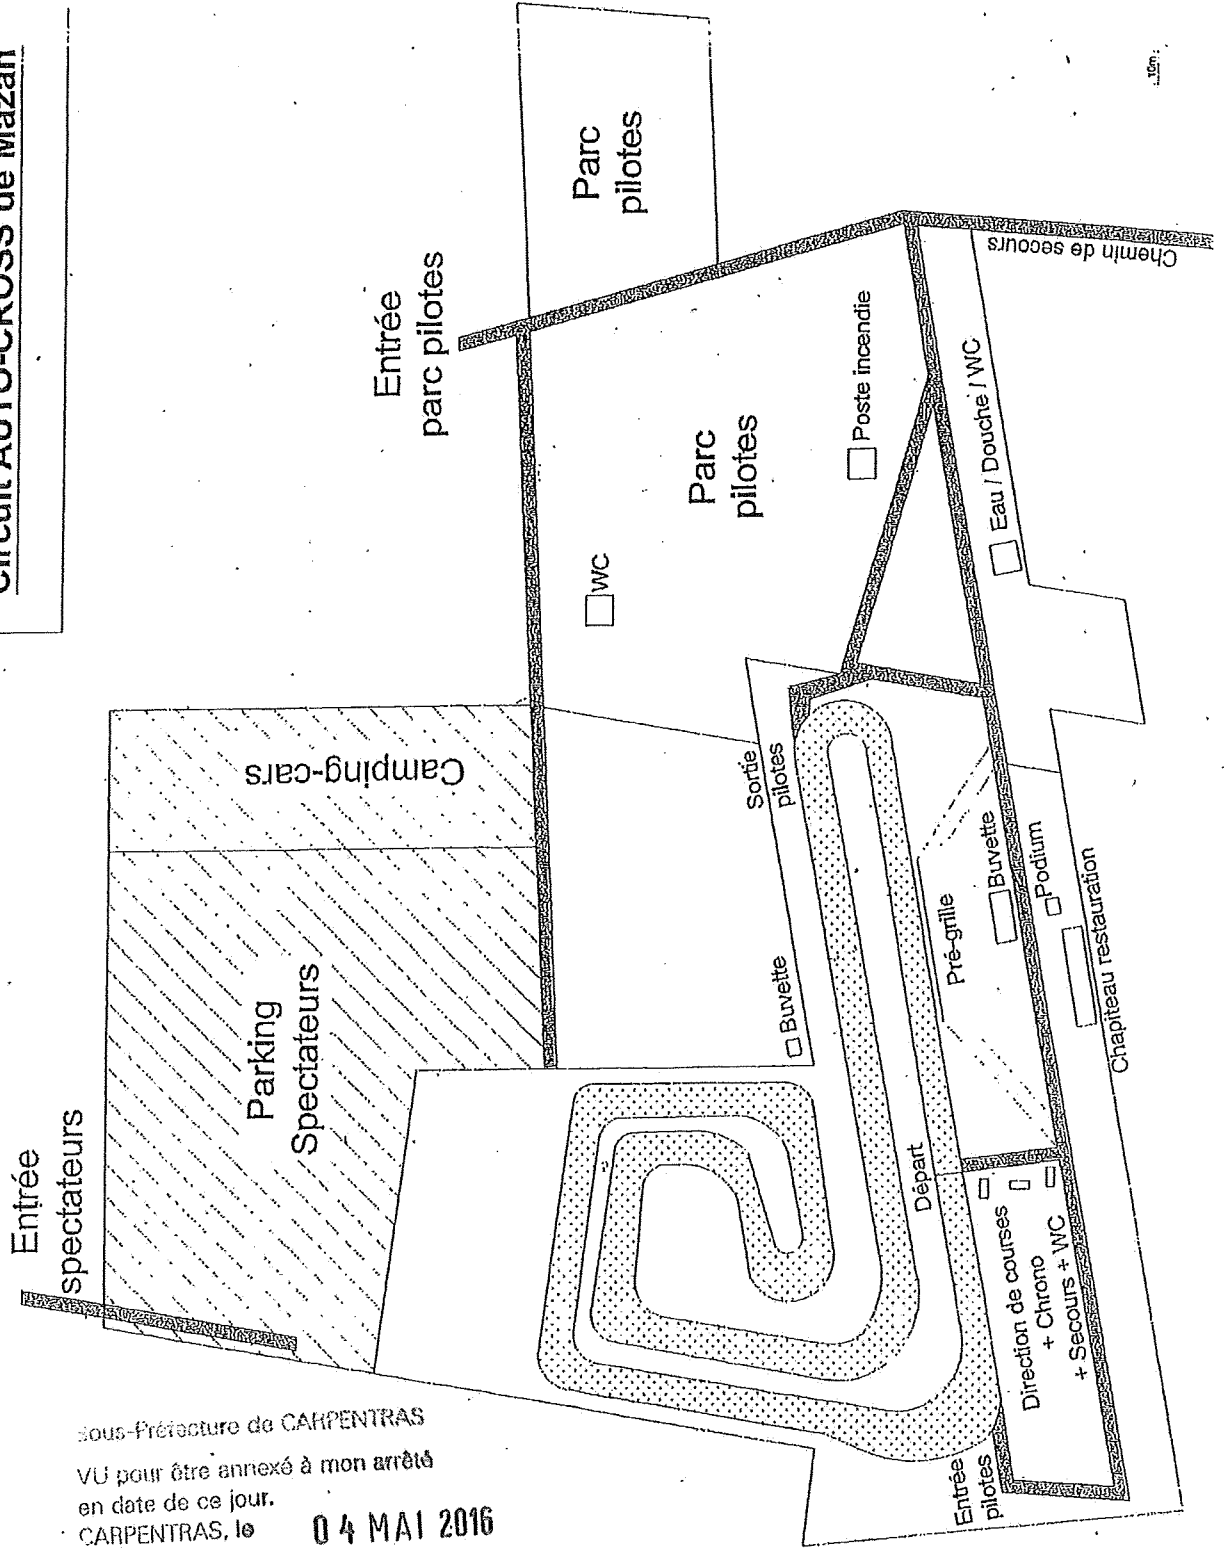 Circuit AUTO-CROSS de Mazan
Entrée
spectateurs
Parking
Spectateurs
Camping-cars
Entrée
parc pilotes
Parc
pilotes
Parc
pilotes
WC
Poste incendie
Chemin de secours
Eau / Douche / WC
Sortie
pilotes
Buvette
Pré-grille
Buvette
Podium
Chapiteau restauration
Départ
Direction de courses
+ Chrono
+ Secours + WC
Entrée
pilotes
10m
Sous-Préfecture de CARPENTRAS
VU pour être annexé à mon arrêté
en date de ce jour.
CARPENTRAS, le 04 MAI 2016